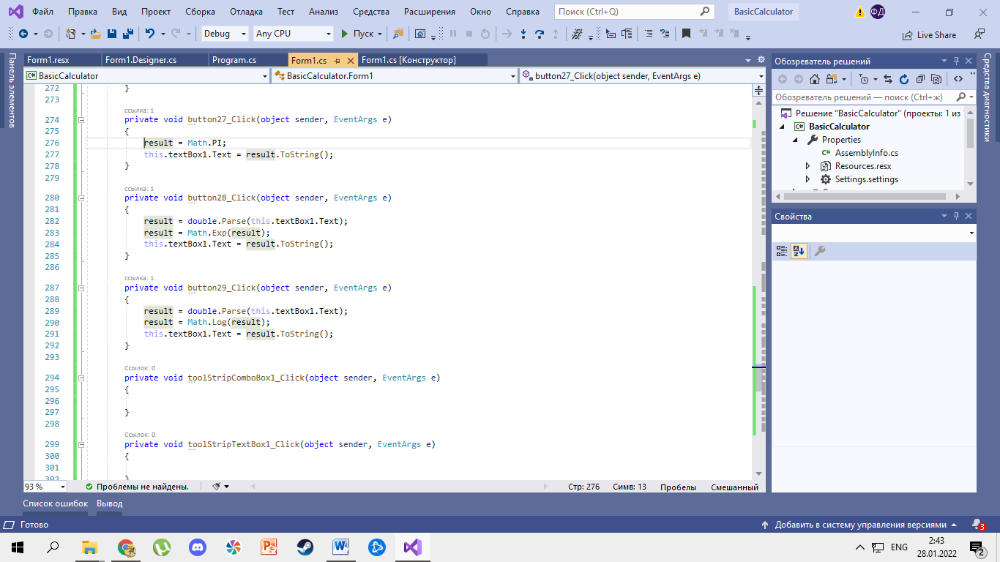 Файл Правка Вид Проект Сборка Отладка Тест Анализ Средства Расширения Окно Справка Поиск (Ctrl+Q) BasicCalculator ФД
Debug Any CPU Пуск Live Share
Панель элементов
Form1.resx Form1.Designer.cs Program.cs Form1.cs Form1.cs [Конструктор]
BasicCalculator BasicCalculator.Form1 button27_Click(object sender, EventArgs e)
272 }
273
ссылка: 1
274 private void button27_Click(object sender, EventArgs e)
275 {
276 result = Math.PI;
277 this.textBox1.Text = result.ToString();
278 }
279
ссылка: 1
280 private void button28_Click(object sender, EventArgs e)
281 {
282 result = double.Parse(this.textBox1.Text);
283 result = Math.Exp(result);
284 this.textBox1.Text = result.ToString();
285 }
286
ссылка: 1
287 private void button29_Click(object sender, EventArgs e)
288 {
289 result = double.Parse(this.textBox1.Text);
290 result = Math.Log(result);
291 this.textBox1.Text = result.ToString();
292 }
293
Ссылок: 0
294 private void toolStripComboBox1_Click(object sender, EventArgs e)
295 {
296
297 }
298
Ссылок: 0
299 private void toolStripTextBox1_Click(object sender, EventArgs e)
300 {
301
302 }
93 % Проблемы не найдены. Стр: 276 Симв: 13 Пробелы Смешанный
Обозреватель решений
Обозреватель решений — поиск (Ctrl+ж)
Решение "BasicCalculator" (проекты: 1 из
BasicCalculator
Properties
AssemblyInfo.cs
Resources.resx
Settings.settings
Свойства
Средства диагностики
Список ошибок Вывод
Готово Добавить в систему управления версиями 3
ENG 2:43
28.01.2022 2